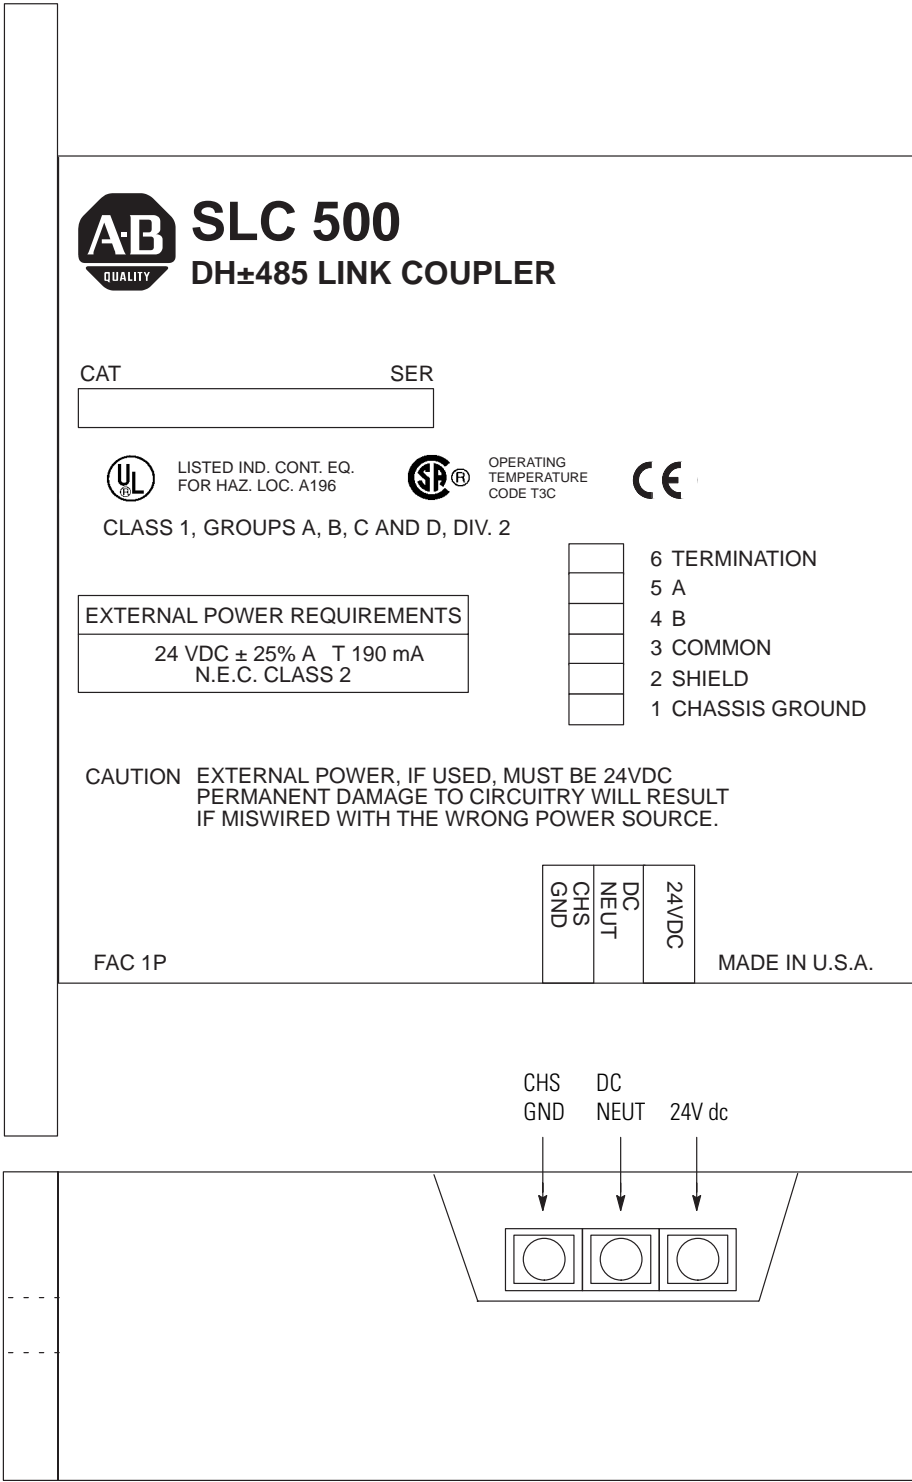 A·B
QUALITY
SLC 500
DH±485 LINK COUPLER
CAT SER
UL
®
LISTED IND. CONT. EQ.
FOR HAZ. LOC. A196
SA ®
OPERATING
TEMPERATURE
CODE T3C
CE
CLASS 1, GROUPS A, B, C AND D, DIV. 2
6 TERMINATION
5 A
4 B
3 COMMON
2 SHIELD
1 CHASSIS GROUND
EXTERNAL POWER REQUIREMENTS
24 VDC ± 25% A T 190 mA
N.E.C. CLASS 2
CAUTION EXTERNAL POWER, IF USED, MUST BE 24VDC
PERMANENT DAMAGE TO CIRCUITRY WILL RESULT
IF MISWIRED WITH THE WRONG POWER SOURCE.
CHS
GND
DC
NEUT
24VDC
FAC 1P
MADE IN U.S.A.
CHS
GND
DC
NEUT
24V dc